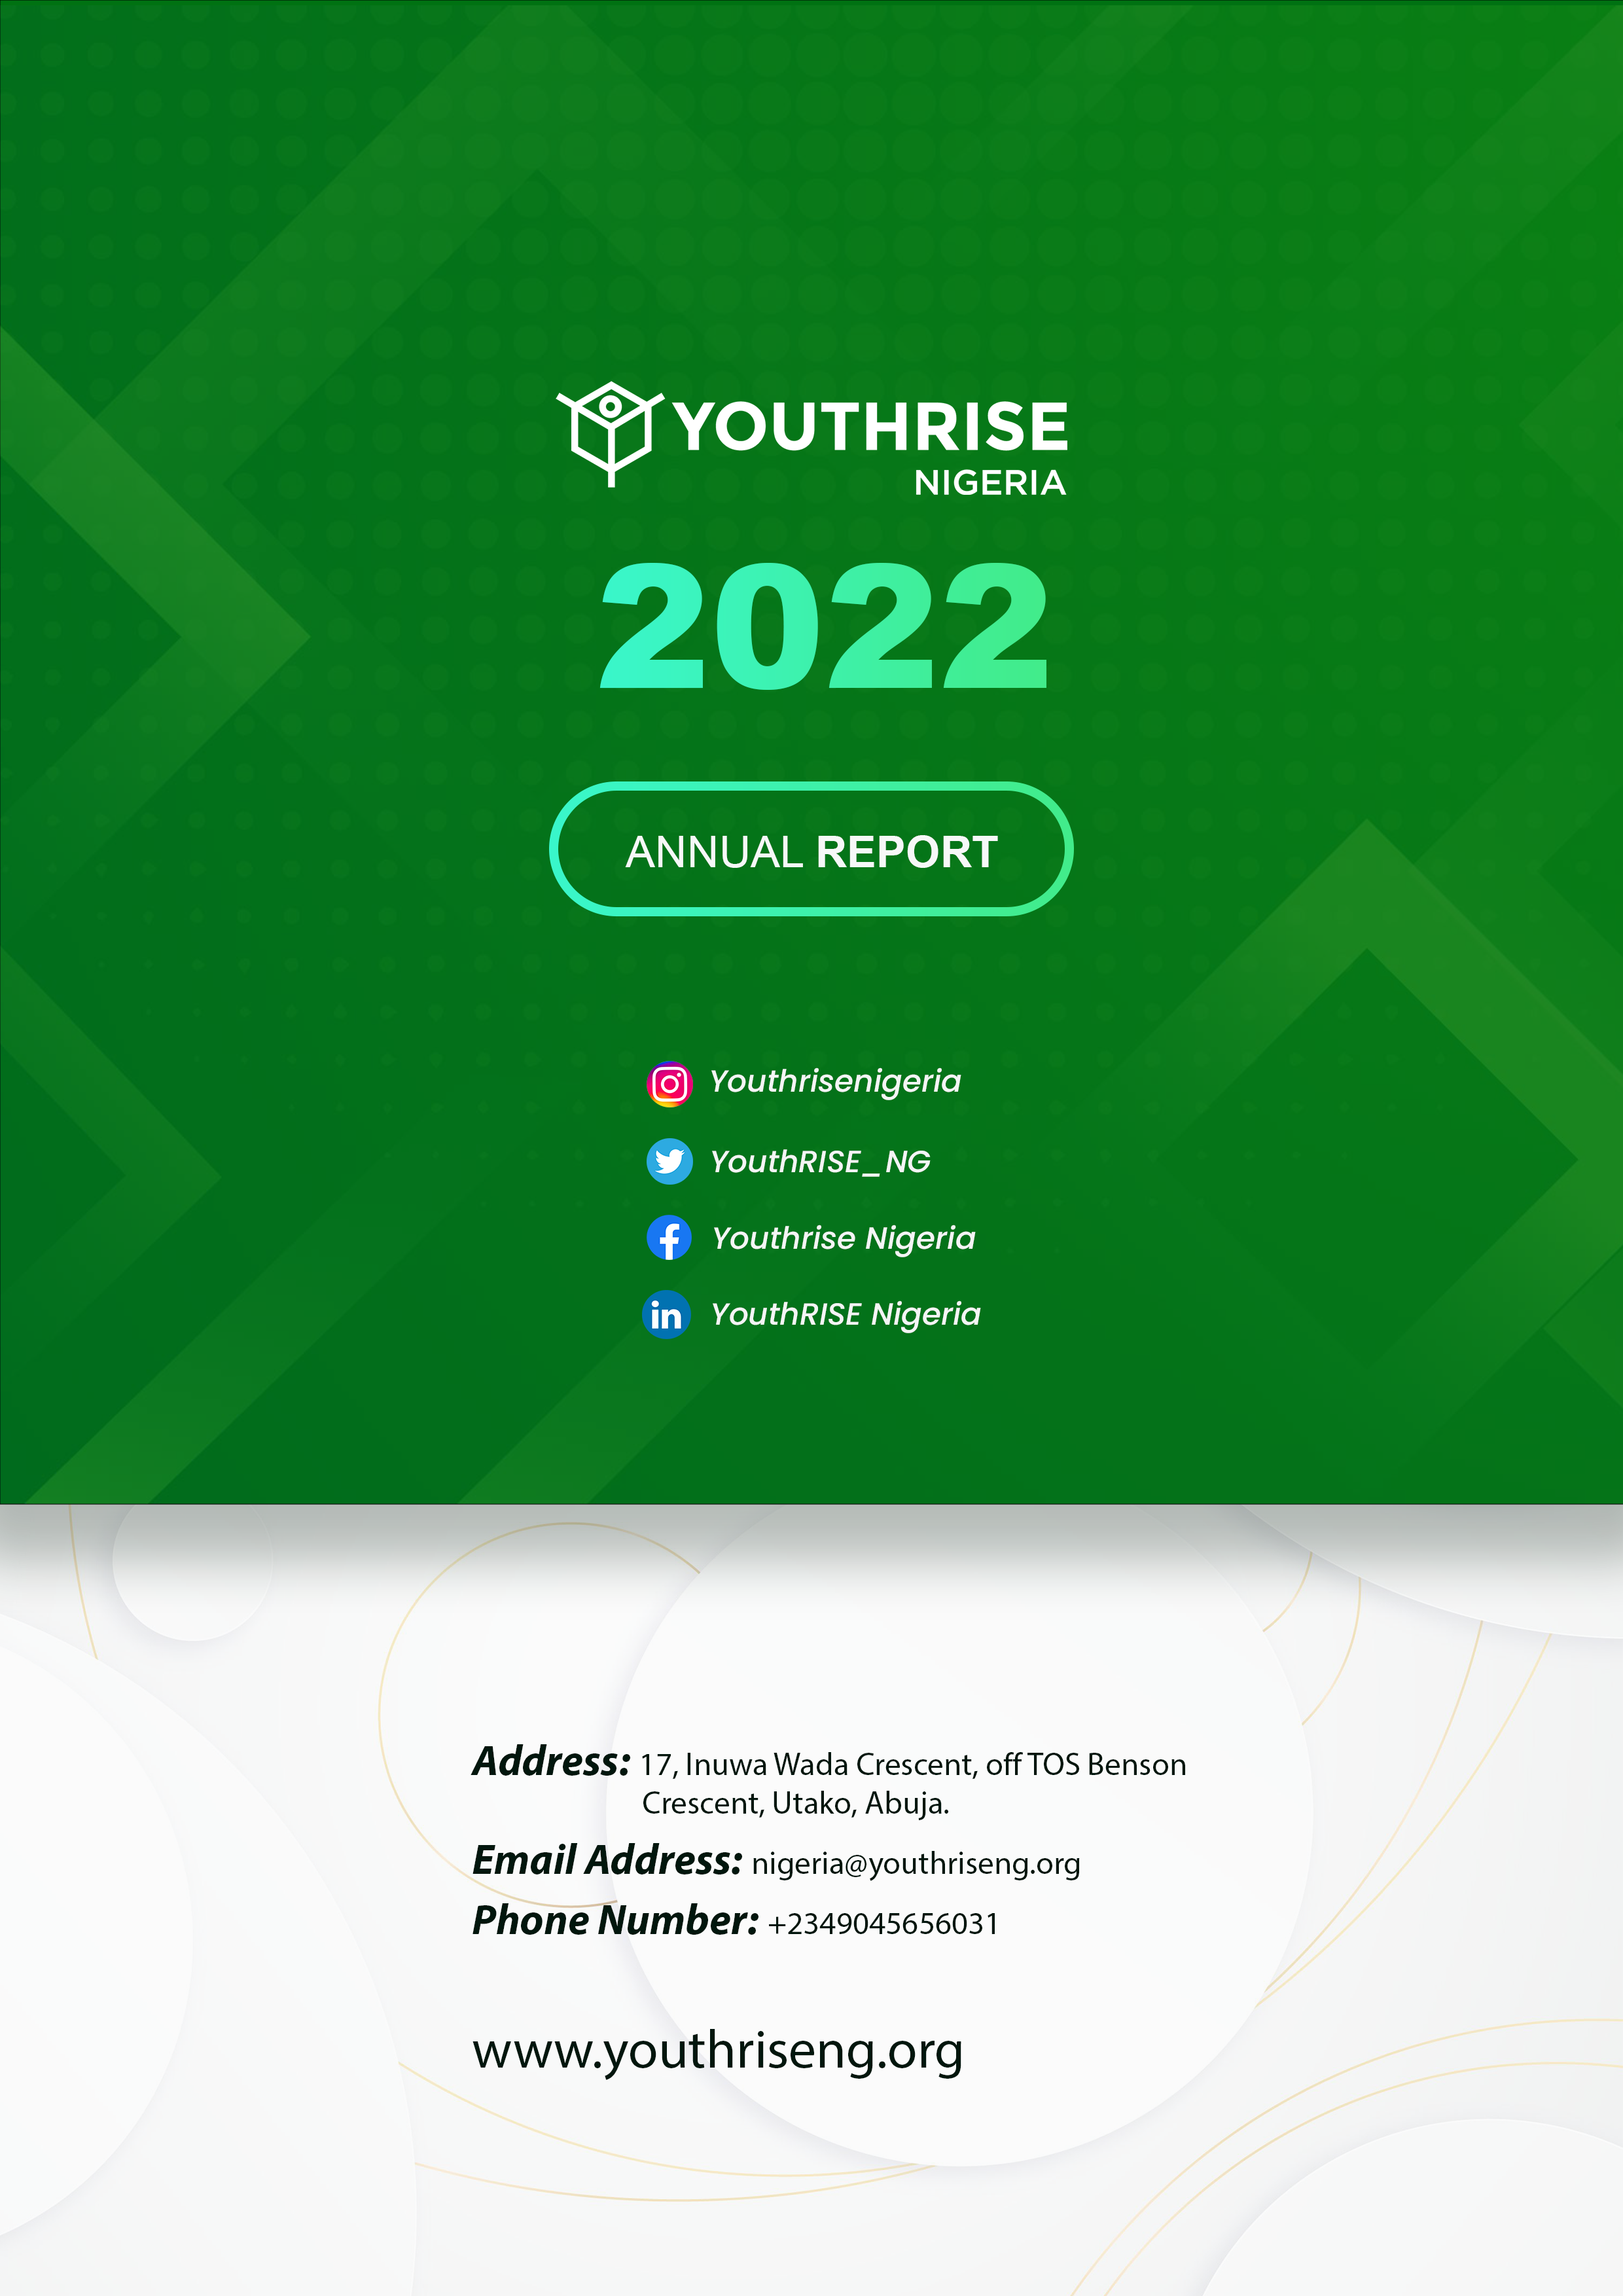 YOUTHRISE
NIGERIA
2022
ANNUAL REPORT
Youthrisenigeria
YouthRISE_NG
Youthrise Nigeria
in YouthRISE Nigeria
Address: 17, Inuwa Wada Crescent, off TOS Benson
Crescent, Utako, Abuja.
Email Address: nigeria@youthriseng.org
Phone Number: +2349045656031
www.youthriseng.org